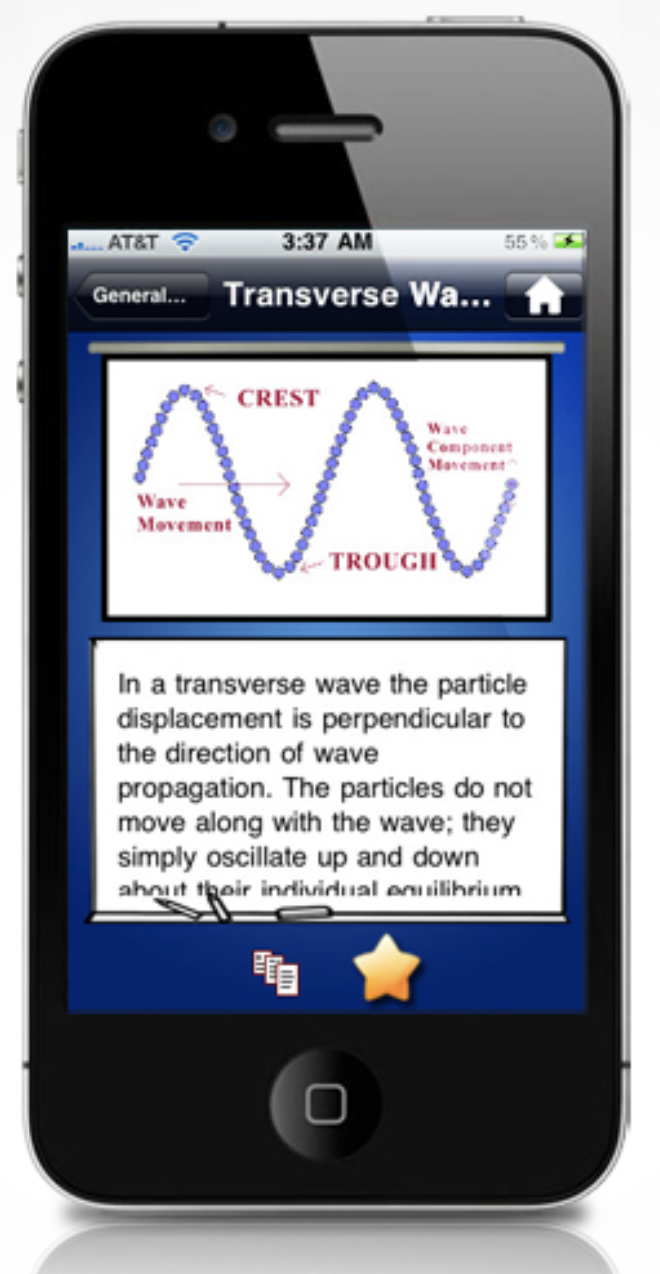 AT&T 3:37 AM 55%
General... Transverse Wa...
CREST
Wave
Component
Movement
Wave
Movement
TROUGH
In a transverse wave the particle
displacement is perpendicular to
the direction of wave
propagation. The particles do not
move along with the wave; they
simply oscillate up and down
about their individual equilibrium